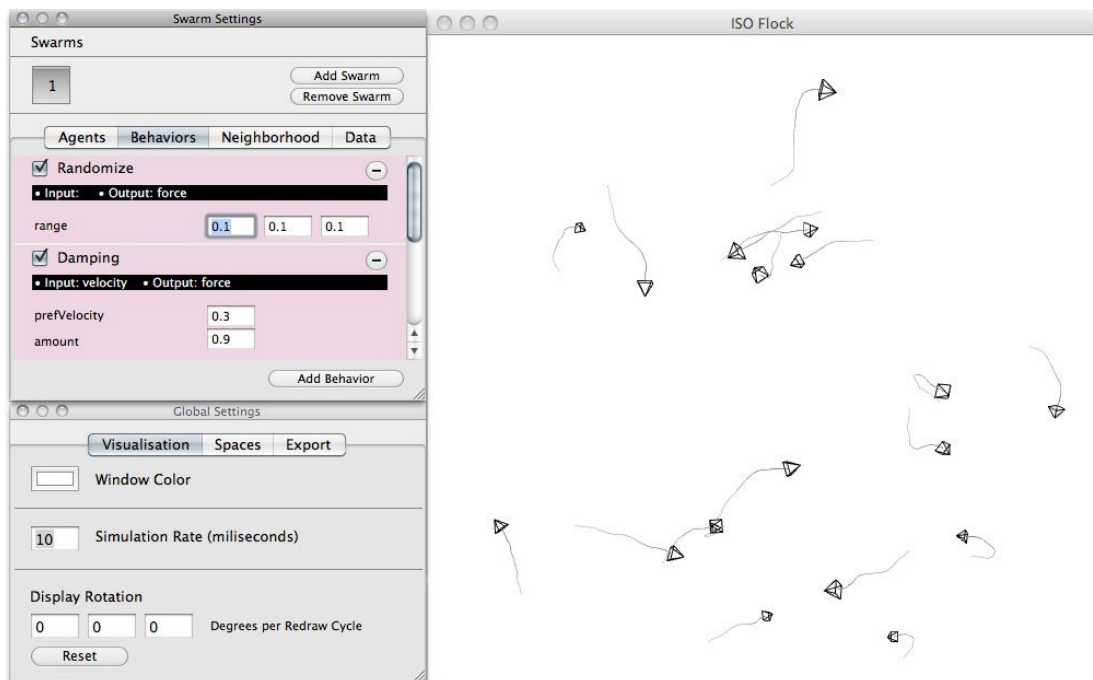 Swarm Settings
Swarms
1
Add Swarm
Remove Swarm
Agents Behaviors Neighborhood Data
Randomize
• Input: • Output: force
range 0.1 0.1 0.1
Damping
• Input: velocity • Output: force
prefVelocity 0.3
amount 0.9
Add Behavior
Global Settings
Visualisation Spaces Export
Window Color
10 Simulation Rate (miliseconds)
Display Rotation
0 0 0 Degrees per Redraw Cycle
Reset
ISO Flock